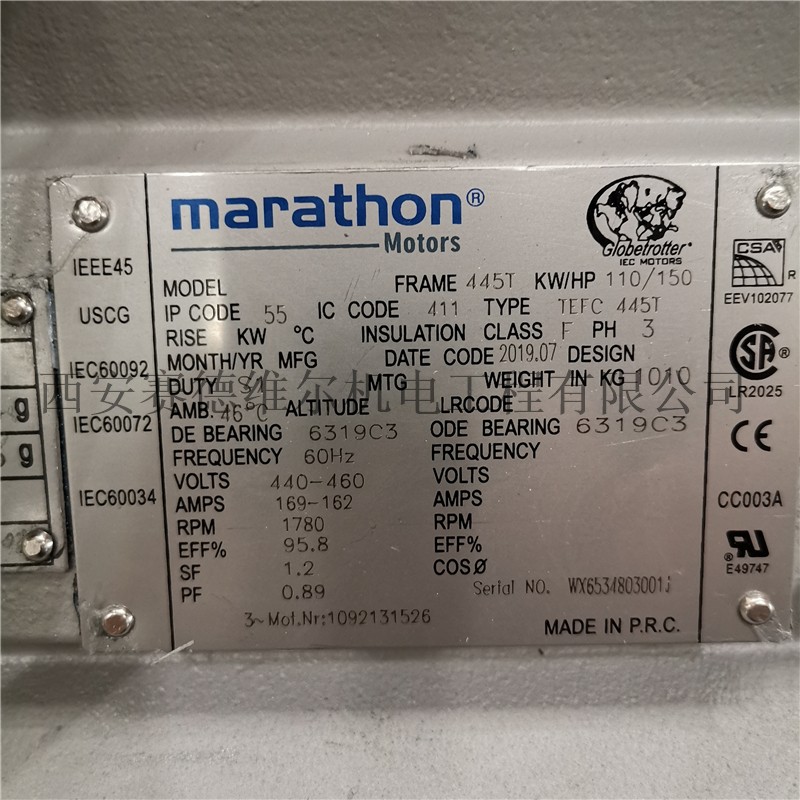 marathon®
Motors
Globetrotter®
IEC MOTORS
MODEL FRAME 445T KW/HP 110/150
IP CODE 55 IC CODE 411 TYPE TEFC 445T
RISE KW °C INSULATION CLASS F PH 3
MONTH/YR MFG DATE CODE 2019.07 DESIGN
DUTY S1 MTG WEIGHT IN KG 1010
AMB. 46°C ALTITUDE LRCODE
DE BEARING 6319C3 ODE BEARING 6319C3
FREQUENCY 60Hz FREQUENCY
VOLTS 440-460 VOLTS
AMPS 169-162 AMPS
RPM 1780 RPM
EFF% 95.8 EFF%
SF 1.2 COSØ
PF 0.89 Serial NO.
3~Mot.Nr:1092131526
MADE IN P.R.C.
IEEE45
USCG
IEC60092
IEC60072
IEC60034
CSA
R
EEV102077
SA
LR2025
CE
CC003A
RU
®
E49747
g
g
西安赛德维尔机电工程有限公司